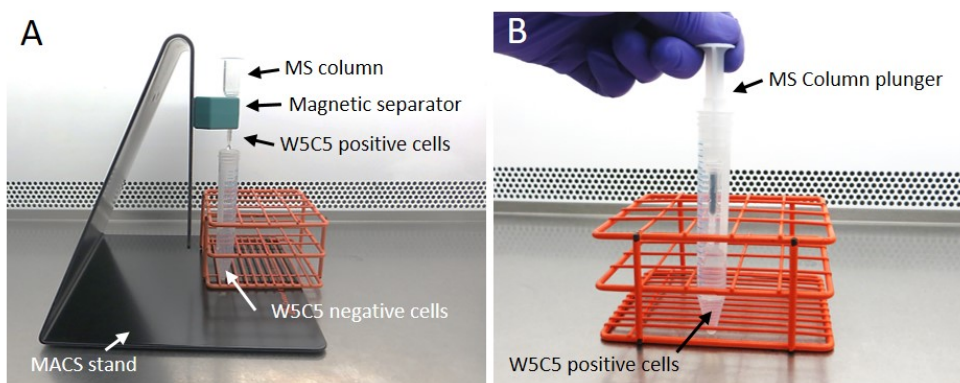 A
MS column
Magnetic separator
W5C5 positive cells
W5C5 negative cells
MACS stand
B
MS Column plunger
W5C5 positive cells